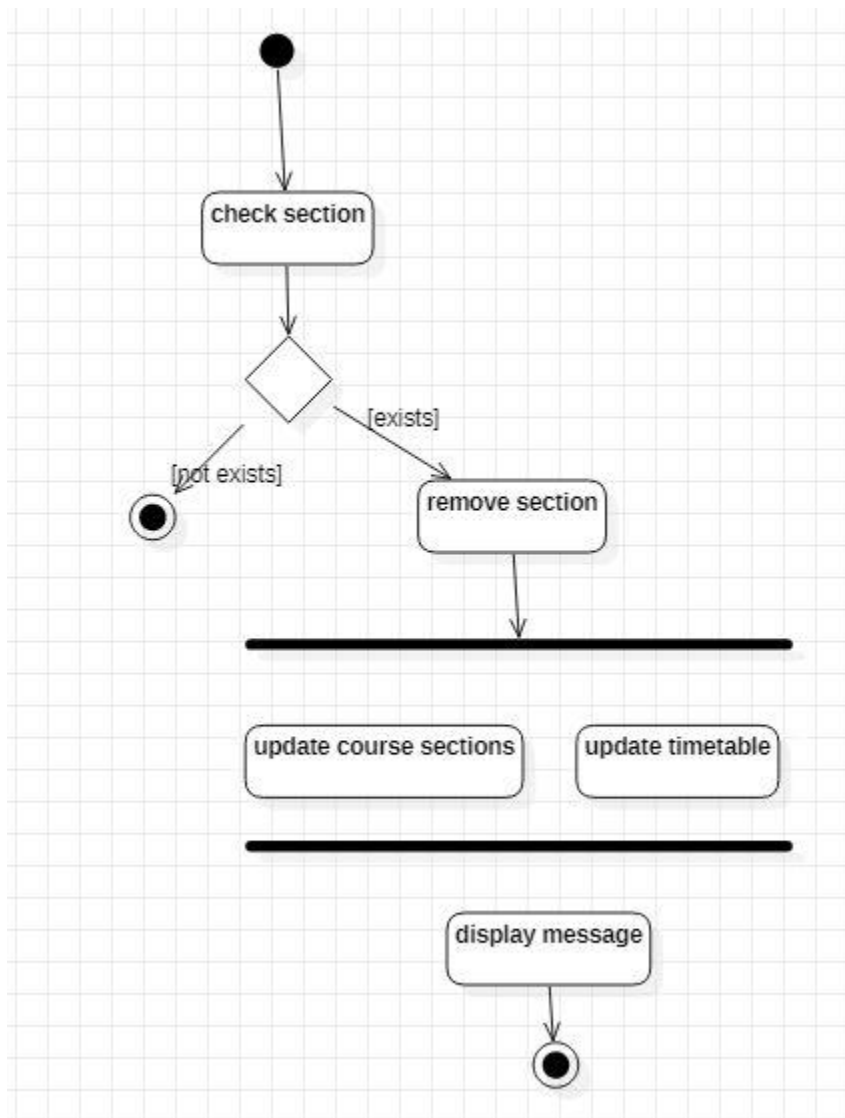 check section
[exists]
[not exists]
remove section
update course sections
update timetable
display message